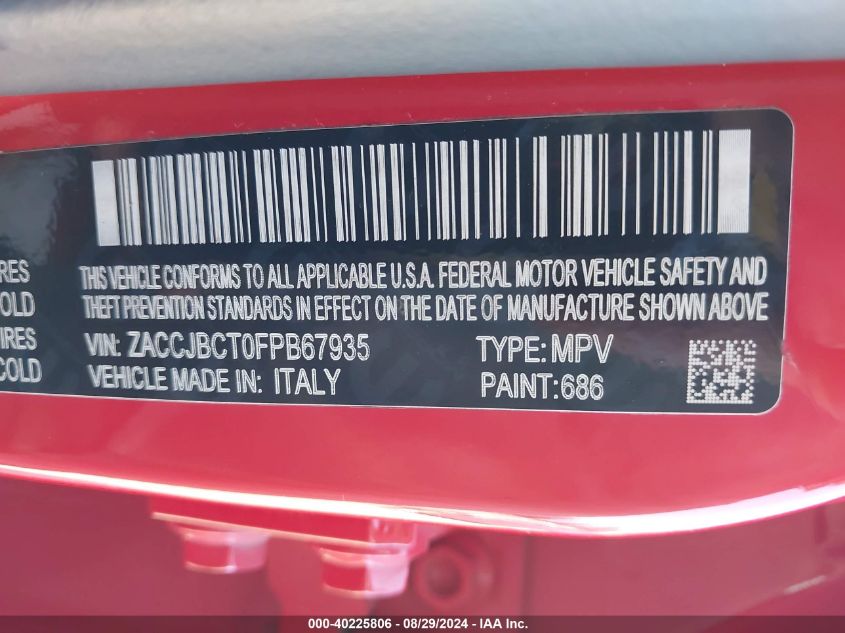 RES
OLD
IRES
COLD
THIS VEHICLE CONFORMS TO ALL APPLICABLE U.S.A. FEDERAL MOTOR VEHICLE SAFETY AND
THEFT PREVENTION STANDARDS IN EFFECT ON THE DATE OF MANUFACTURE SHOWN ABOVE
VIN: ZACCJBCT0FPB67935 TYPE: MPV
VEHICLE MADE IN: ITALY PAINT:686
000-40225806 - 08/29/2024 - IAA Inc.